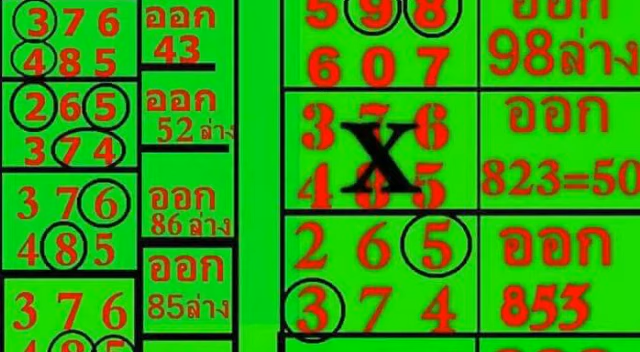 376
ออก
485
43
265
ออก
374
52 ล่าง
376
ออก
485
86 ล่าง
ออก
376
85ล่าง
485
598
ออก
607
98ล่าง
376
ออก
X
485
823=50
265
ออก
374
853